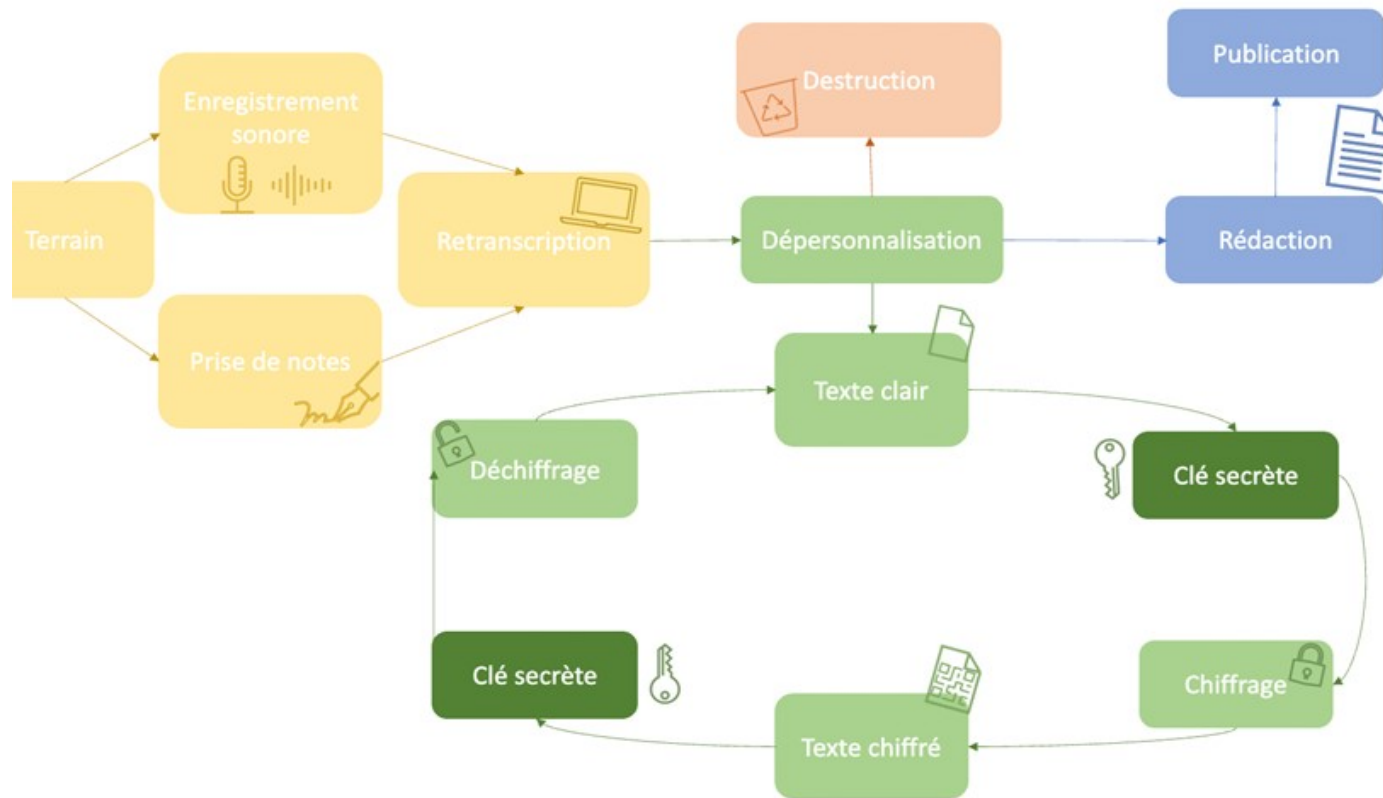 Enregistrement
sonore
Terrain
Prise de notes
Retranscription
Destruction
Dépersonnalisation
Publication
Rédaction
Texte clair
Clé secrète
Chiffrage
Texte chiffré
Clé secrète
Déchiffrage